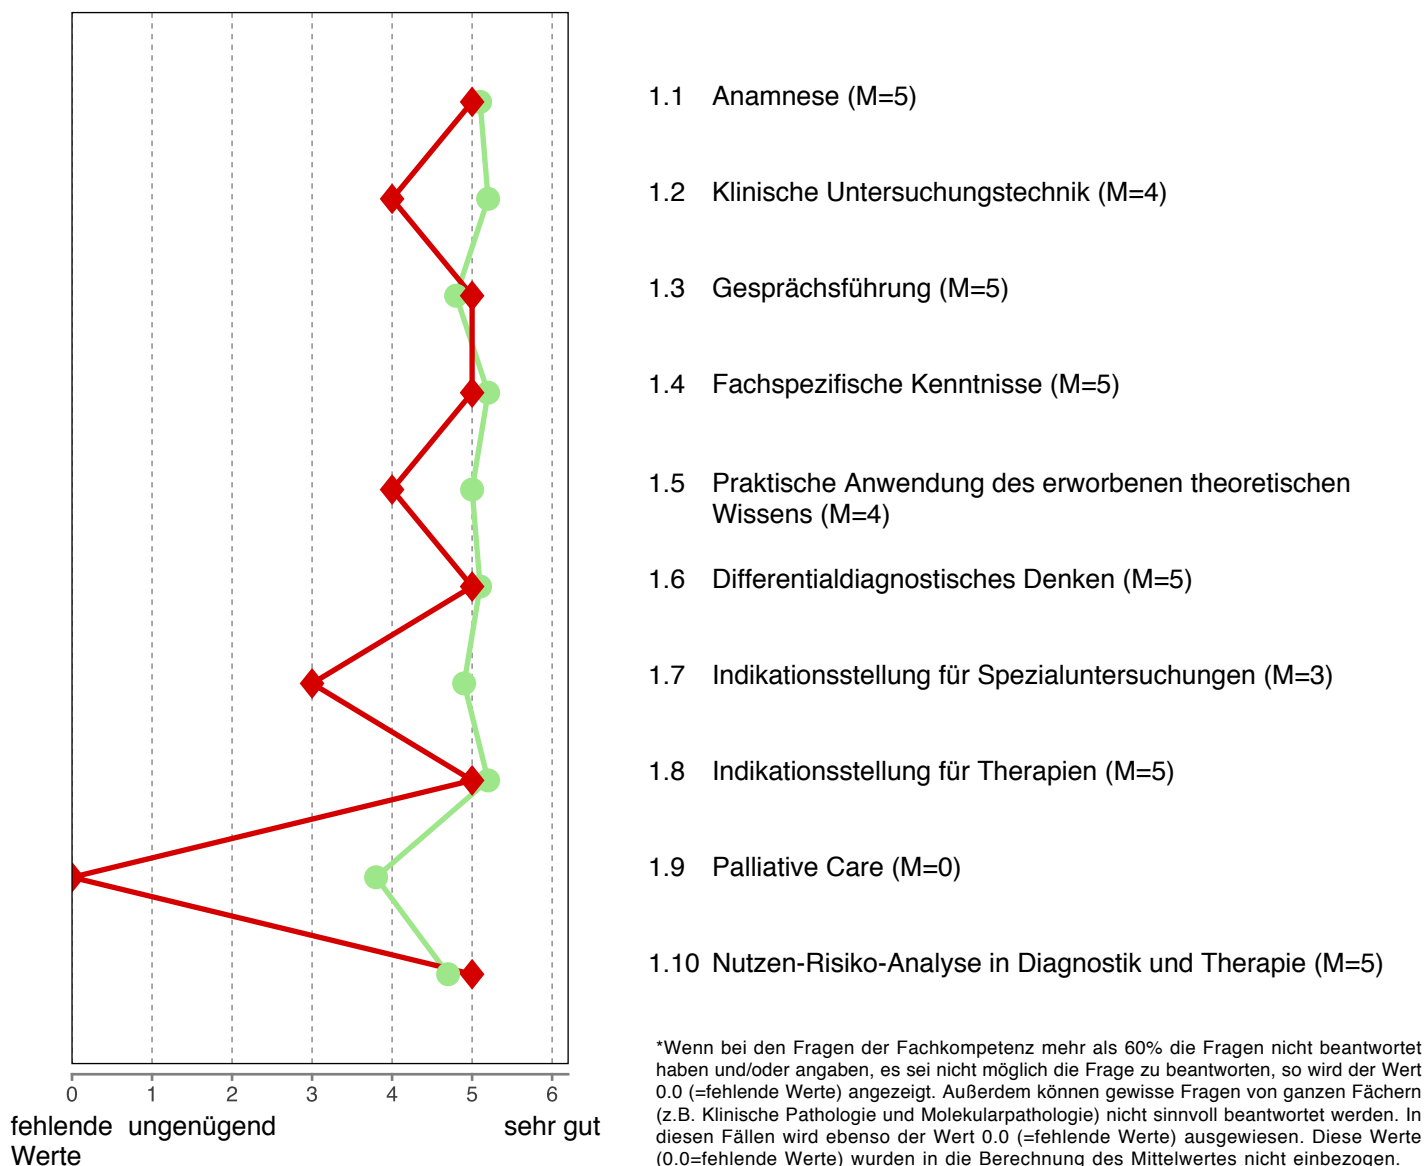 1.1 Anamnese (M=5)
1.2 Klinische Untersuchungstechnik (M=4)
1.3 Gesprächsführung (M=5)
1.4 Fachspezifische Kenntnisse (M=5)
1.5 Praktische Anwendung des erworbenen theoretischen
Wissens (M=4)
1.6 Differentialdiagnostisches Denken (M=5)
1.7 Indikationsstellung für Spezialuntersuchungen (M=3)
1.8 Indikationsstellung für Therapien (M=5)
1.9 Palliative Care (M=0)
1.10 Nutzen-Risiko-Analyse in Diagnostik und Therapie (M=5)
0 1 2 3 4 5 6
fehlende ungenügend sehr gut
Werte
*Wenn bei den Fragen der Fachkompetenz mehr als 60% die Fragen nicht beantwortet
haben und/oder angaben, es sei nicht möglich die Frage zu beantworten, so wird der Wert
0.0 (=fehlende Werte) angezeigt. Außerdem können gewisse Fragen von ganzen Fächern
(z.B. Klinische Pathologie und Molekularpathologie) nicht sinnvoll beantwortet werden. In
diesen Fällen wird ebenso der Wert 0.0 (=fehlende Werte) ausgewiesen. Diese Werte
(0.0=fehlende Werte) wurden in die Berechnung des Mittelwertes nicht einbezogen.